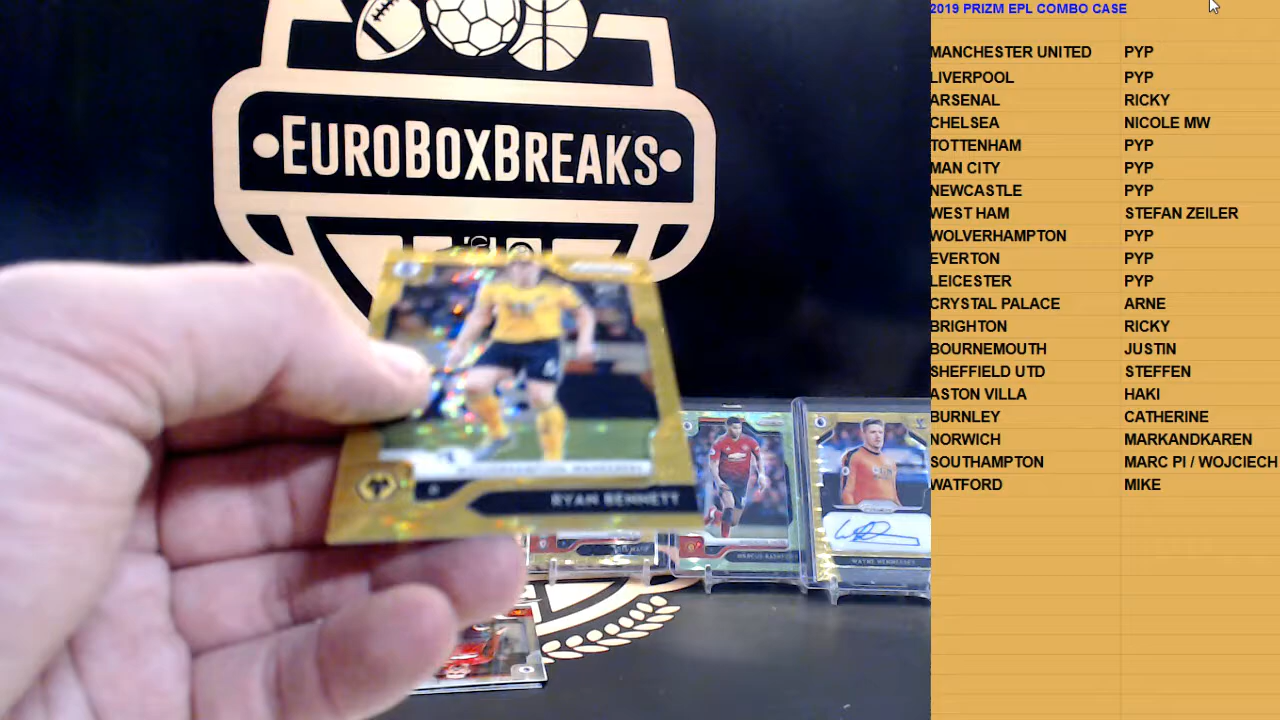 EUROBOXBREAKS
RYAN BENNETT
WAYNE HENNESSEY
2019 PRIZM EPL COMBO CASE
MANCHESTER UNITED PYP
LIVERPOOL PYP
ARSENAL RICKY
CHELSEA NICOLE MW
TOTTENHAM PYP
MAN CITY PYP
NEWCASTLE PYP
WEST HAM STEFAN ZEILER
WOLVERHAMPTON PYP
EVERTON PYP
LEICESTER PYP
CRYSTAL PALACE ARNE
BRIGHTON RICKY
BOURNEMOUTH JUSTIN
SHEFFIELD UTD STEFFEN
ASTON VILLA HAKI
BURNLEY CATHERINE
NORWICH MARKANDKAREN
SOUTHAMPTON MARC PI / WOJCIECH
WATFORD MIKE